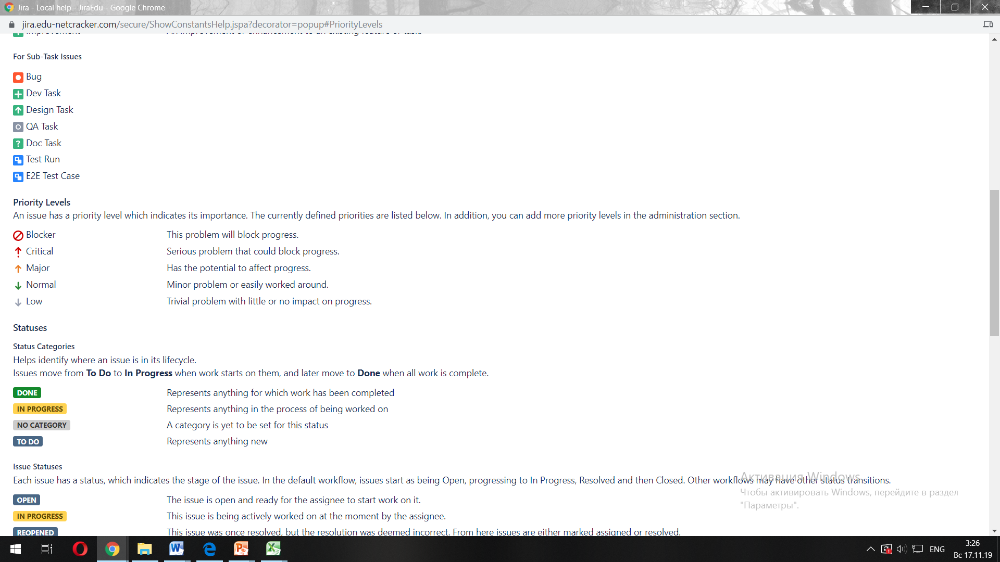 Jira - Local help - JiraEdu - Google Chrome
jira.edu-netcracker.com/secure/ShowConstantsHelp.jspa?decorator=popup#PriorityLevels
Improvement An improvement or enhancement to an existing feature or task.
For Sub-Task Issues
Bug
Dev Task
Design Task
QA Task
Doc Task
Test Run
E2E Test Case
Priority Levels
An issue has a priority level which indicates its importance. The currently defined priorities are listed below. In addition, you can add more priority levels in the administration section.
Blocker This problem will block progress.
Critical Serious problem that could block progress.
Major Has the potential to affect progress.
Normal Minor problem or easily worked around.
Low Trivial problem with little or no impact on progress.
Statuses
Status Categories
Helps identify where an issue is in its lifecycle.
Issues move from To Do to In Progress when work starts on them, and later move to Done when all work is complete.
DONE Represents anything for which work has been completed
IN PROGRESS Represents anything in the process of being worked on
NO CATEGORY A category is yet to be set for this status
TO DO Represents anything new
Issue Statuses
Each issue has a status, which indicates the stage of the issue. In the default workflow, issues start as being Open, progressing to In Progress, Resolved and then Closed. Other workflows may have other status transitions.
OPEN The issue is open and ready for the assignee to start work on it.
IN PROGRESS This issue is being actively worked on at the moment by the assignee.
REOPENED This issue was once resolved, but the resolution was deemed incorrect. From here issues are either marked assigned or resolved.
Активация Windows
Чтобы активировать Windows, перейдите в раздел
"Параметры".
ENG
3:26
Вс 17.11.19